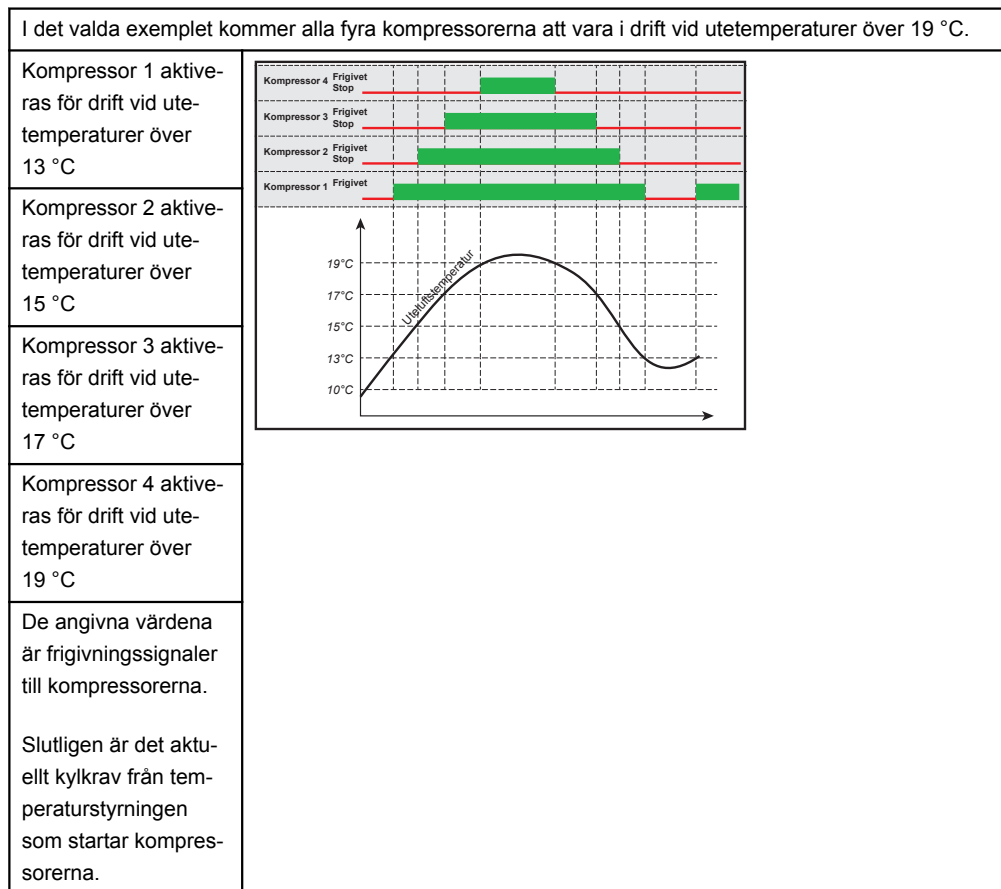 I det valda exemplet kommer alla fyra kompressorerna att vara i drift vid utetemperaturer över 19 °C.
Kompressor 1 aktive-
ras för drift vid ute-
temperaturer över
13 °C
Kompressor 2 aktive-
ras för drift vid ute-
temperaturer över
15 °C
Kompressor 3 aktive-
ras för drift vid ute-
temperaturer över
17 °C
Kompressor 4 aktive-
ras för drift vid ute-
temperaturer över
19 °C
De angivna värdena
är frigivningssignaler
till kompressorerna.
Slutligen är det aktu-
ellt kylkrav från tem-
peraturstyrningen
som startar kompres-
sorerna.
Kompressor 4 Frigivet
Stop
Kompressor 3 Frigivet
Stop
Kompressor 2 Frigivet
Stop
Kompressor 1 Frigivet
Uteluftstemperatur
19°C
17°C
15°C
13°C
10°C